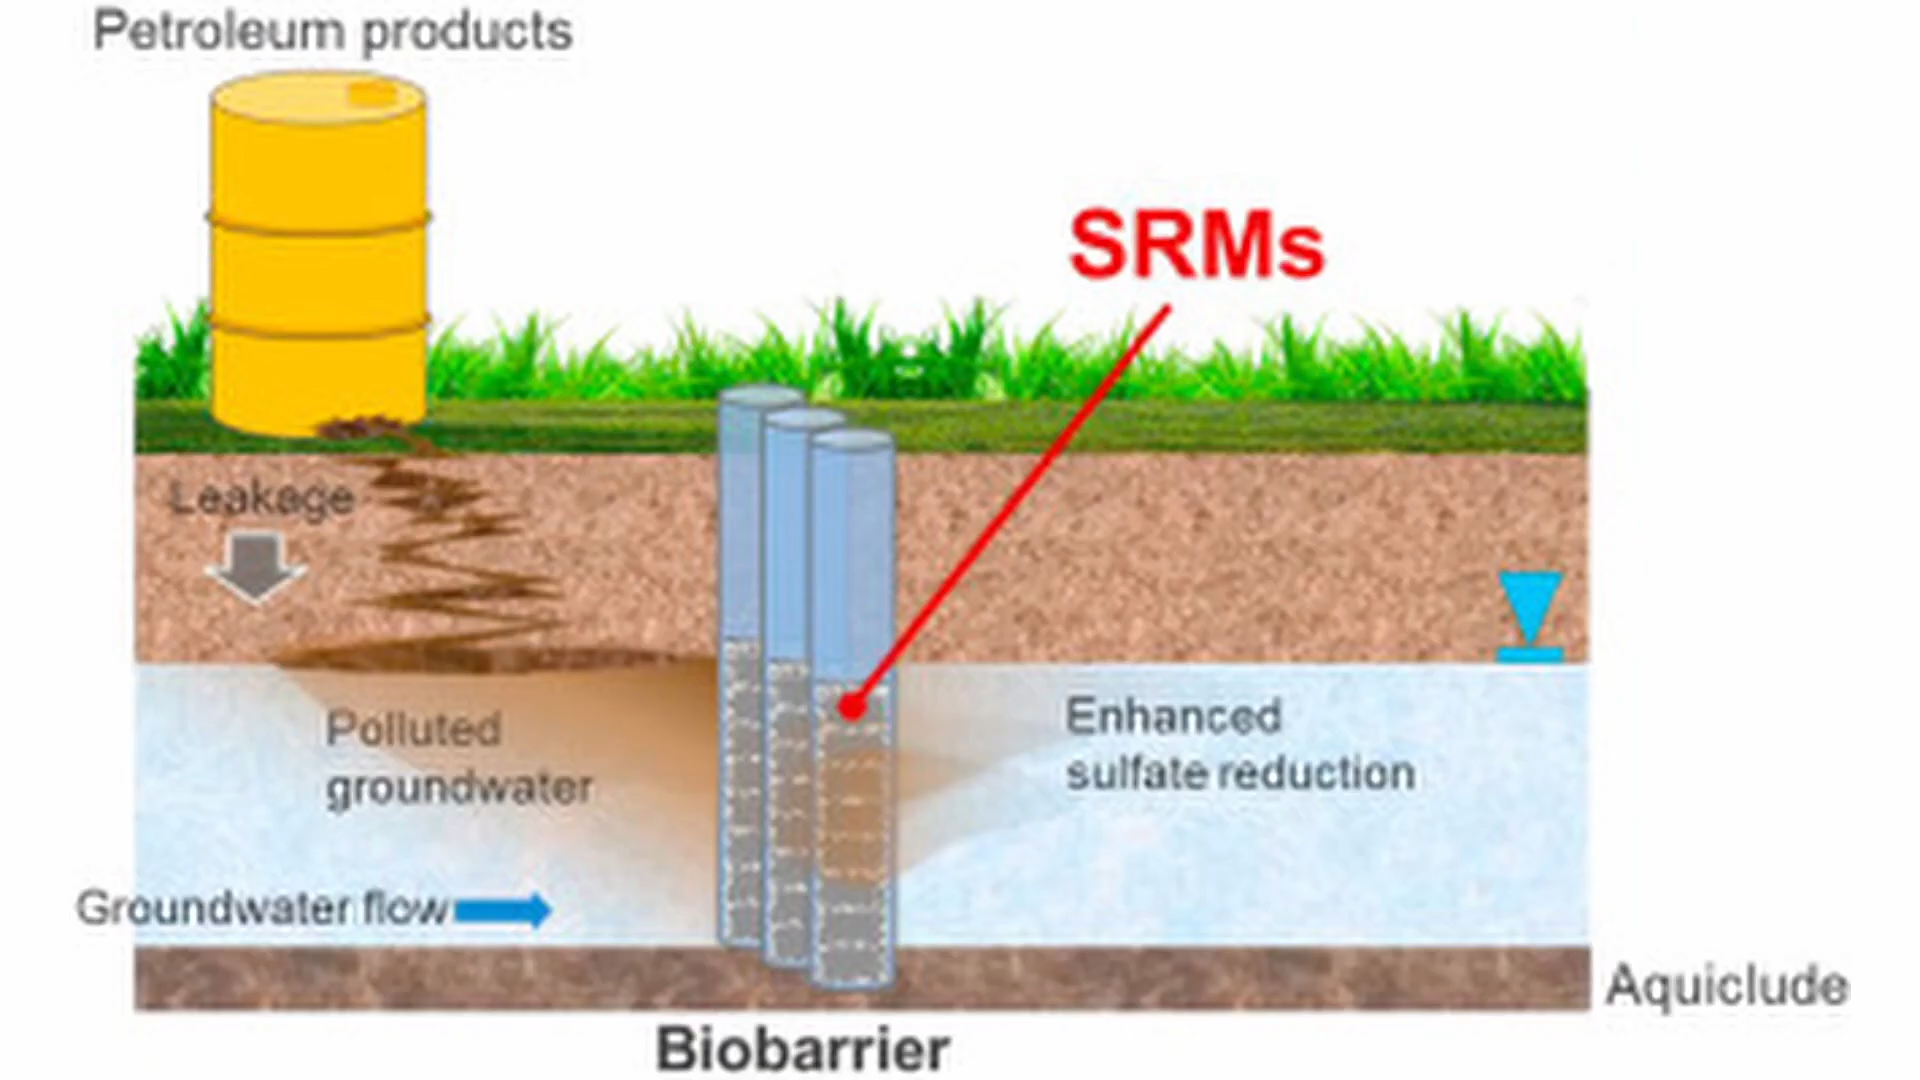 Petroleum products
SRMs
Leakage
Polluted
groundwater
Enhanced
sulfate reduction
Groundwater flow
Aquiclude
Biobarrier